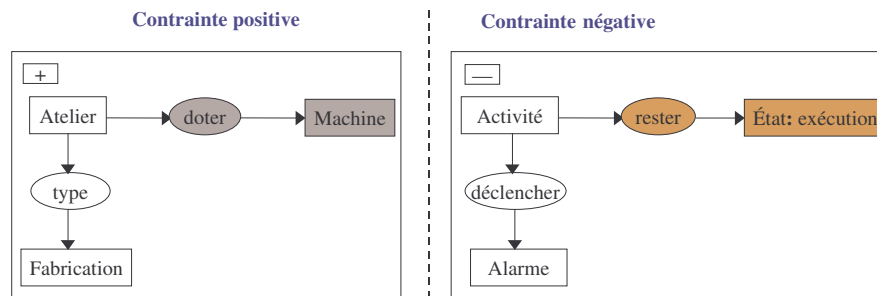 Contrainte positive
+
Atelier doter Machine
type
Fabrication
Contrainte négative
—
Activité rester État: exécution
déclencher
Alarme